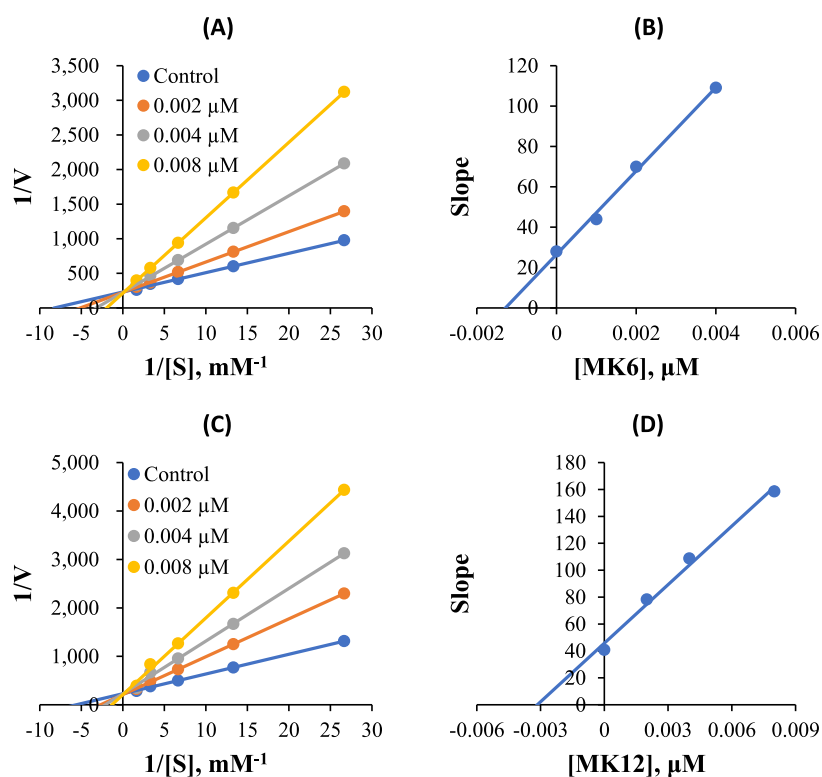 (A)
3,500
3,000
2,500
2,000
1,500
1,000
500
0
1/V
Control
0.002 µM
0.004 µM
0.008 µM
-10 -5 0 5 10 15 20 25 30
1/[S], mM⁻¹
(B)
120
100
80
60
40
20
0
Slope
-0.002 0 0.002 0.004 0.006
[MK6], µM
(C)
5,000
4,000
3,000
2,000
1,000
0
1/V
Control
0.002 µM
0.004 µM
0.008 µM
-10 -5 0 5 10 15 20 25 30
1/[S], mM⁻¹
(D)
180
160
140
120
100
80
60
40
20
0
Slope
-0.006 -0.003 0 0.003 0.006 0.009
[MK12], µM